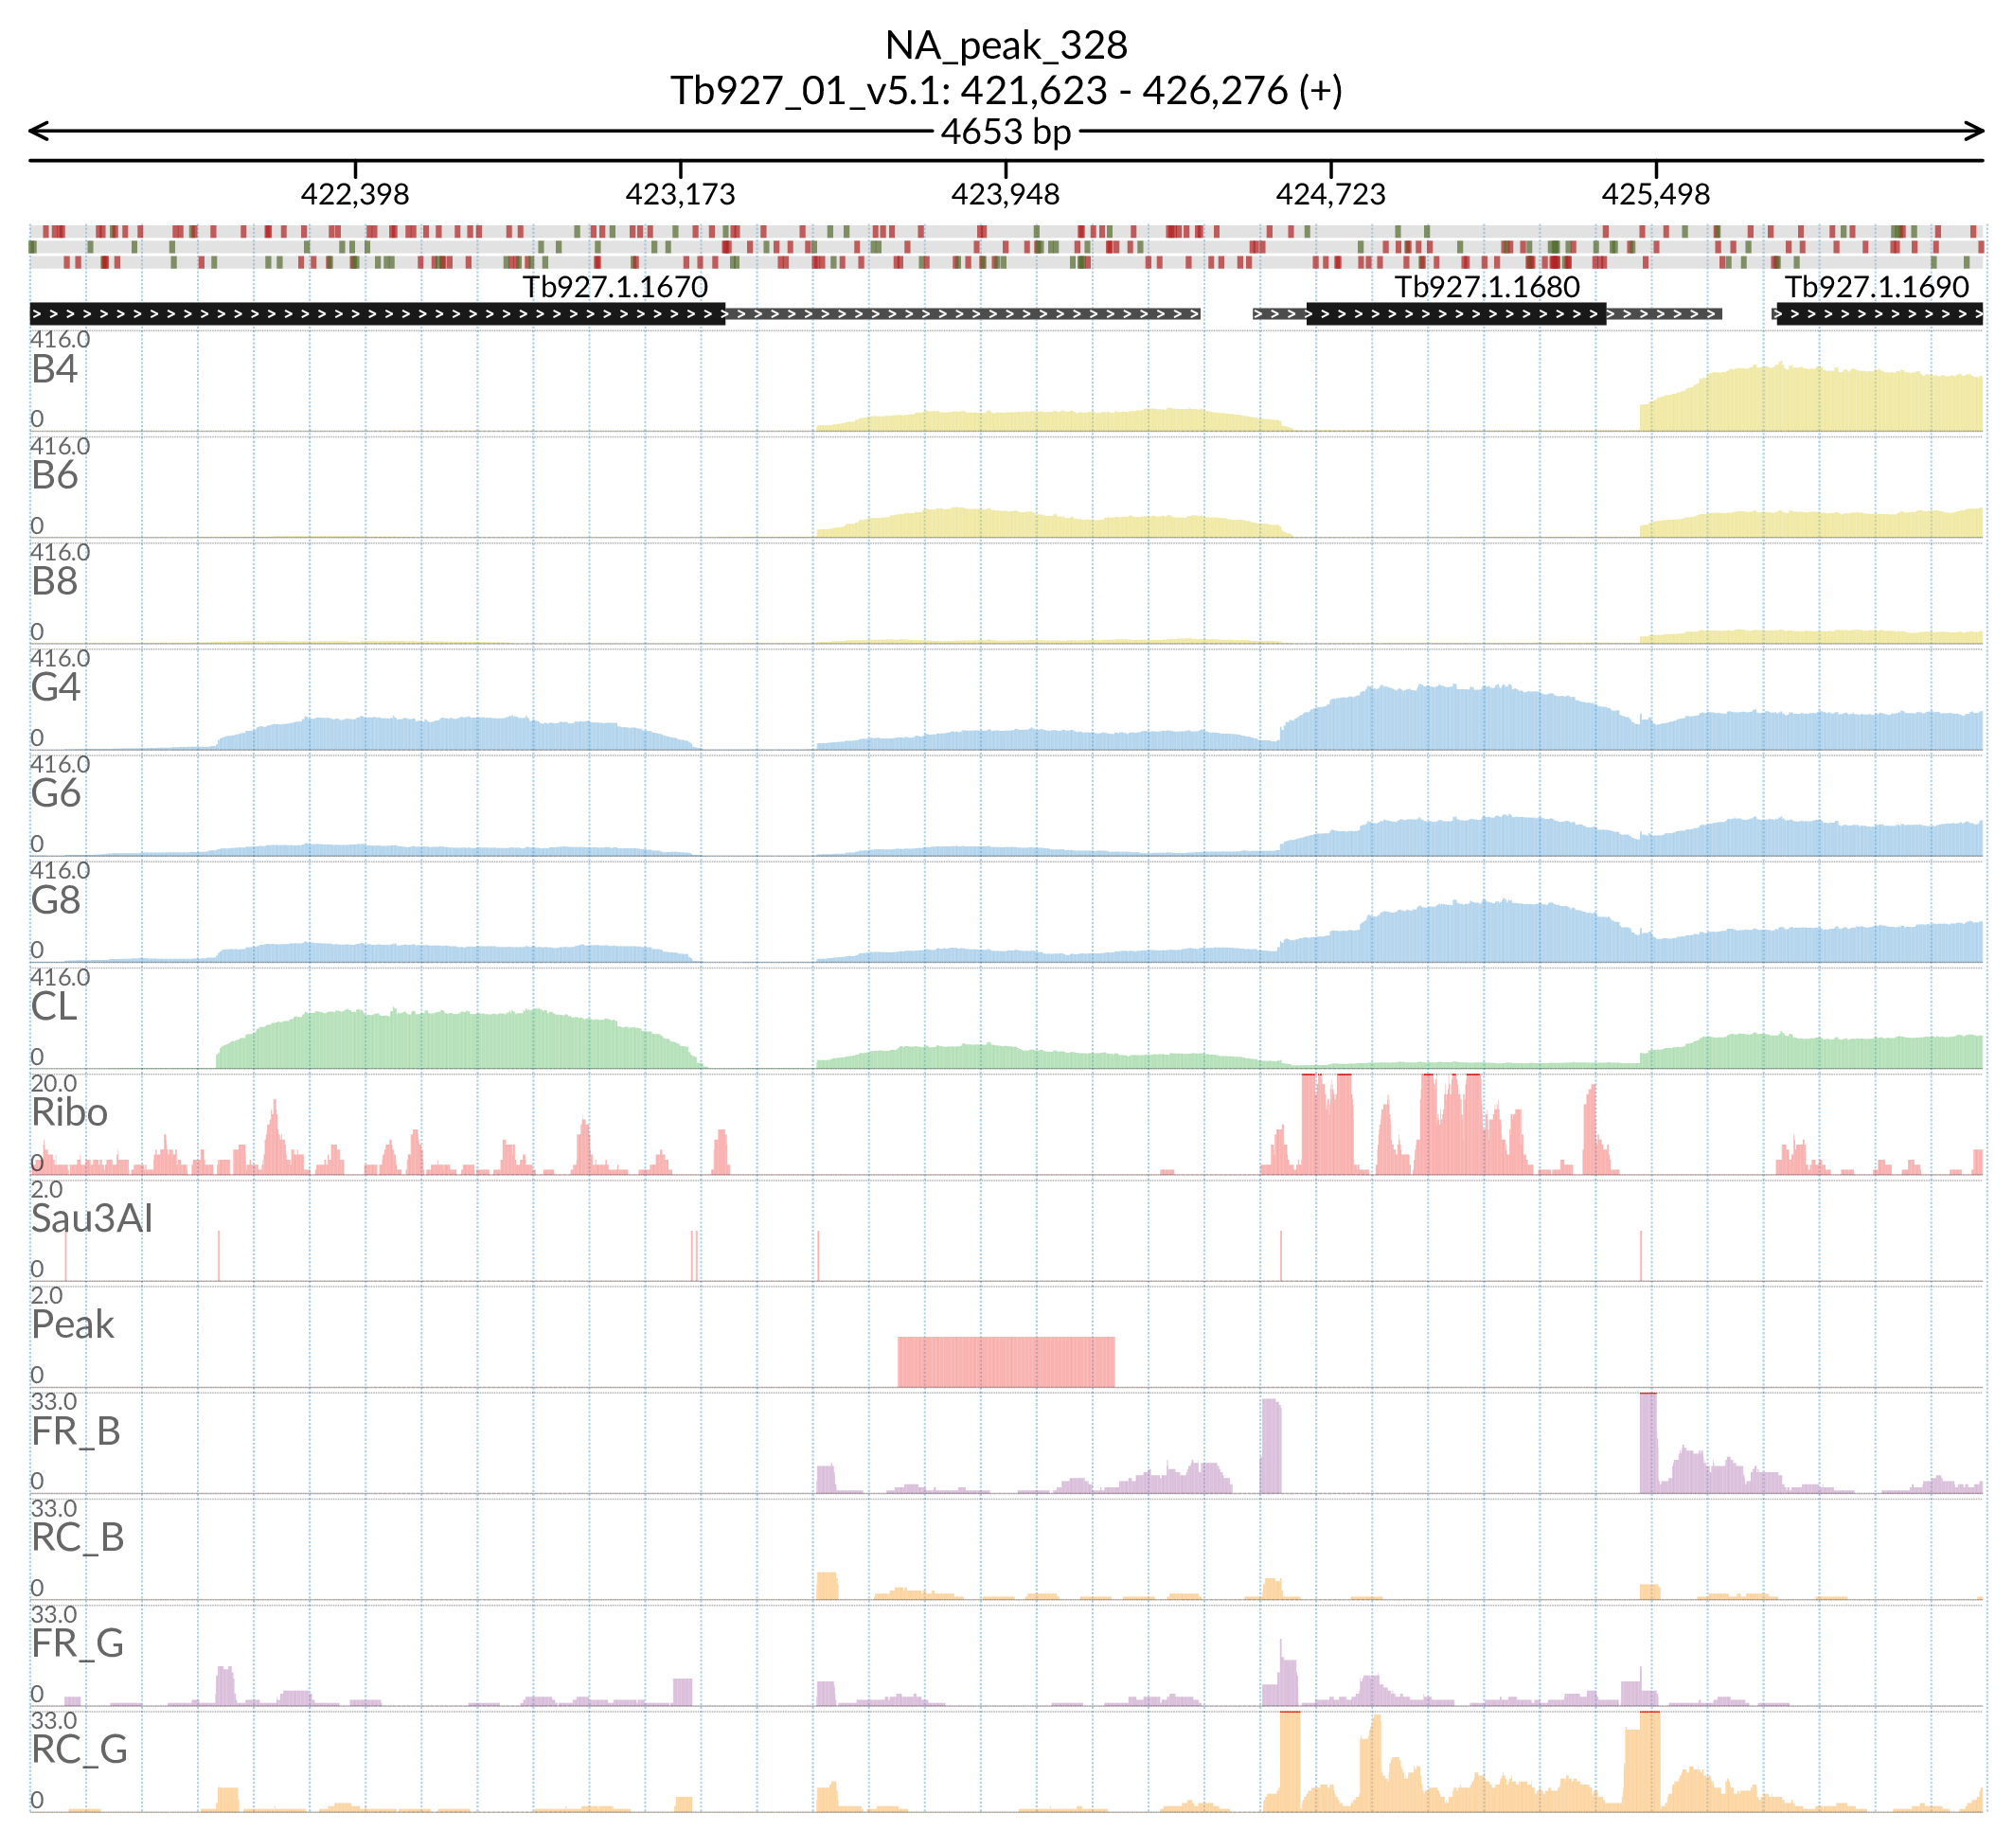 NA_peak_328
Tb927_01_v5.1: 421,623 - 426,276 (+)
4653 bp
422,398 423,173 423,948 424,723 425,498
Tb927.1.1670 Tb927.1.1680 Tb927.1.1690
416.0
B4
0
416.0
B6
0
416.0
B8
0
416.0
G4
0
416.0
G6
0
416.0
G8
0
416.0
CL
0
20.0
Ribo
0
2.0
Sau3AI
0
2.0
Peak
0
33.0
FR_B
0
33.0
RC_B
0
33.0
FR_G
0
33.0
RC_G
0